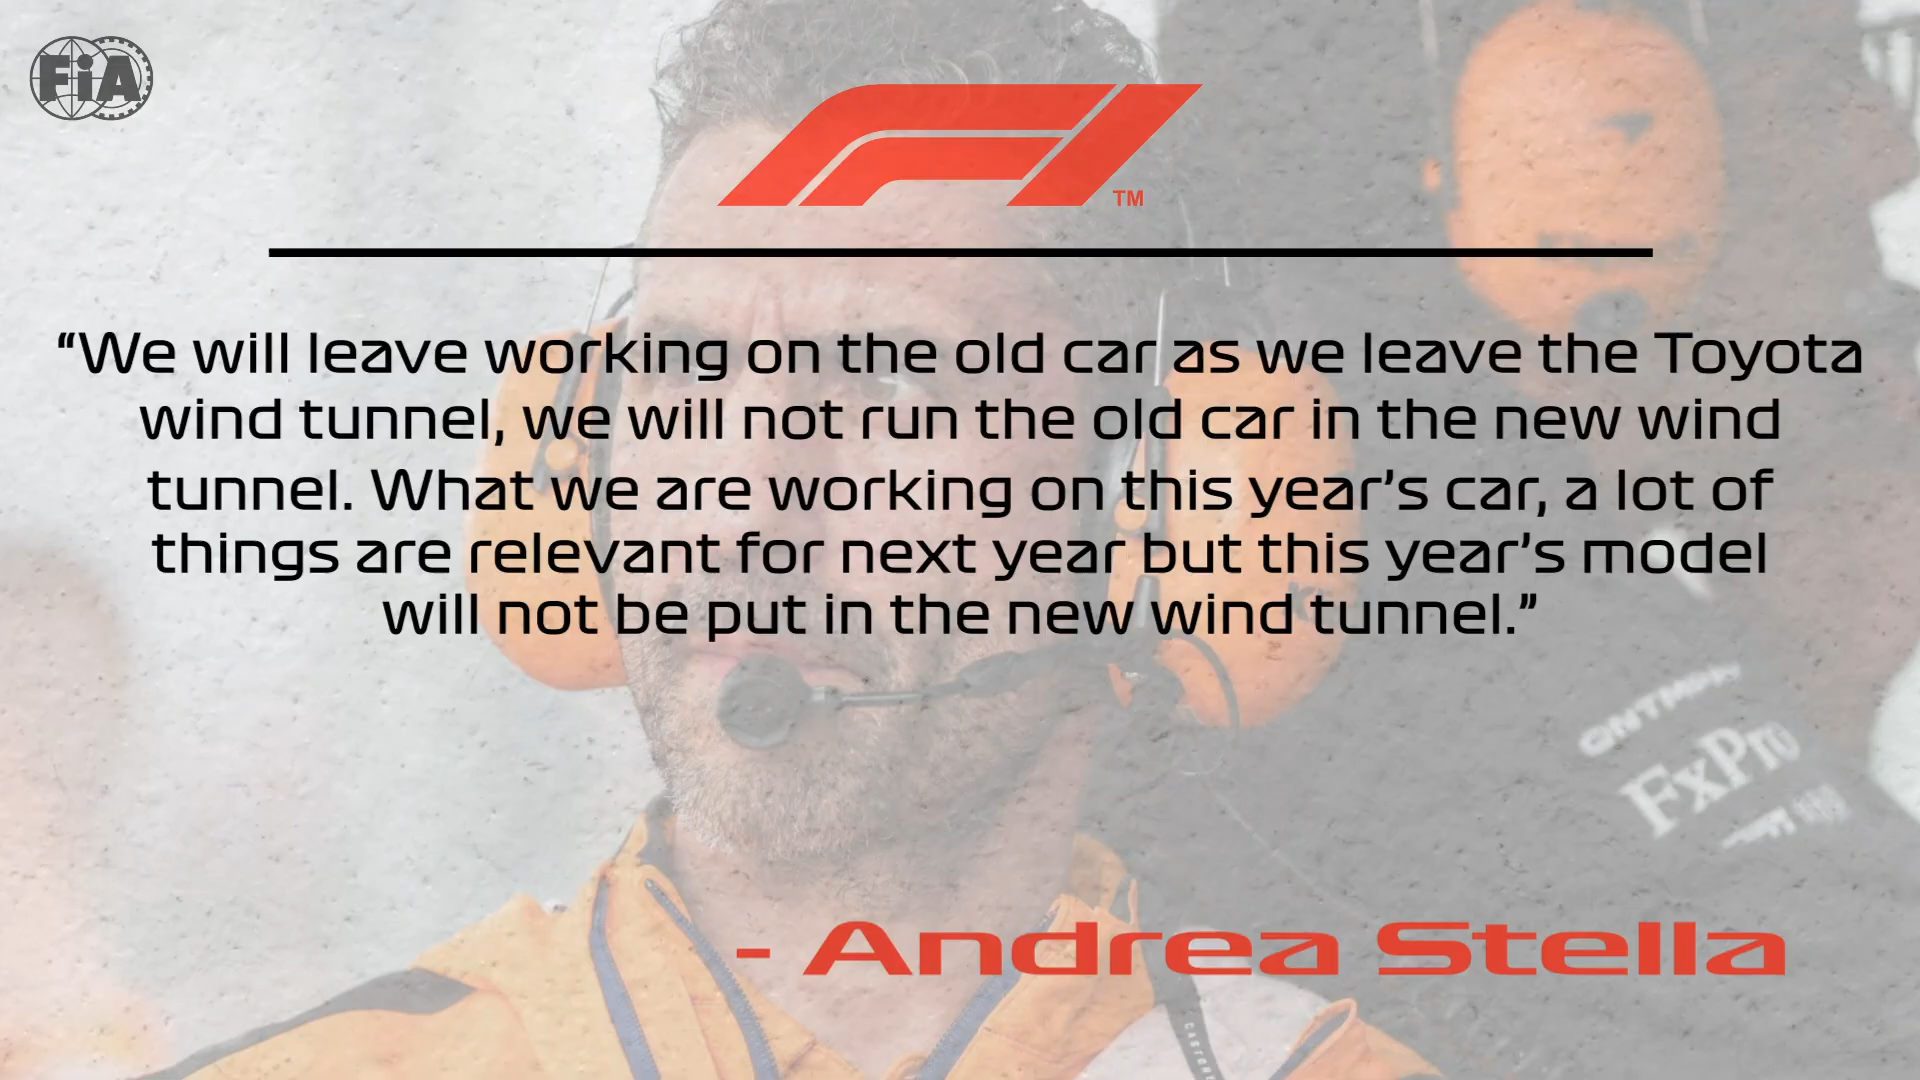 FiA
F1
TM
“We will leave working on the old car as we leave the Toyota
wind tunnel, we will not run the old car in the new wind
tunnel. What we are working on this year’s car, a lot of
things are relevant for next year but this year’s model
will not be put in the new wind tunnel.”
FxPro
- Andrea Stella